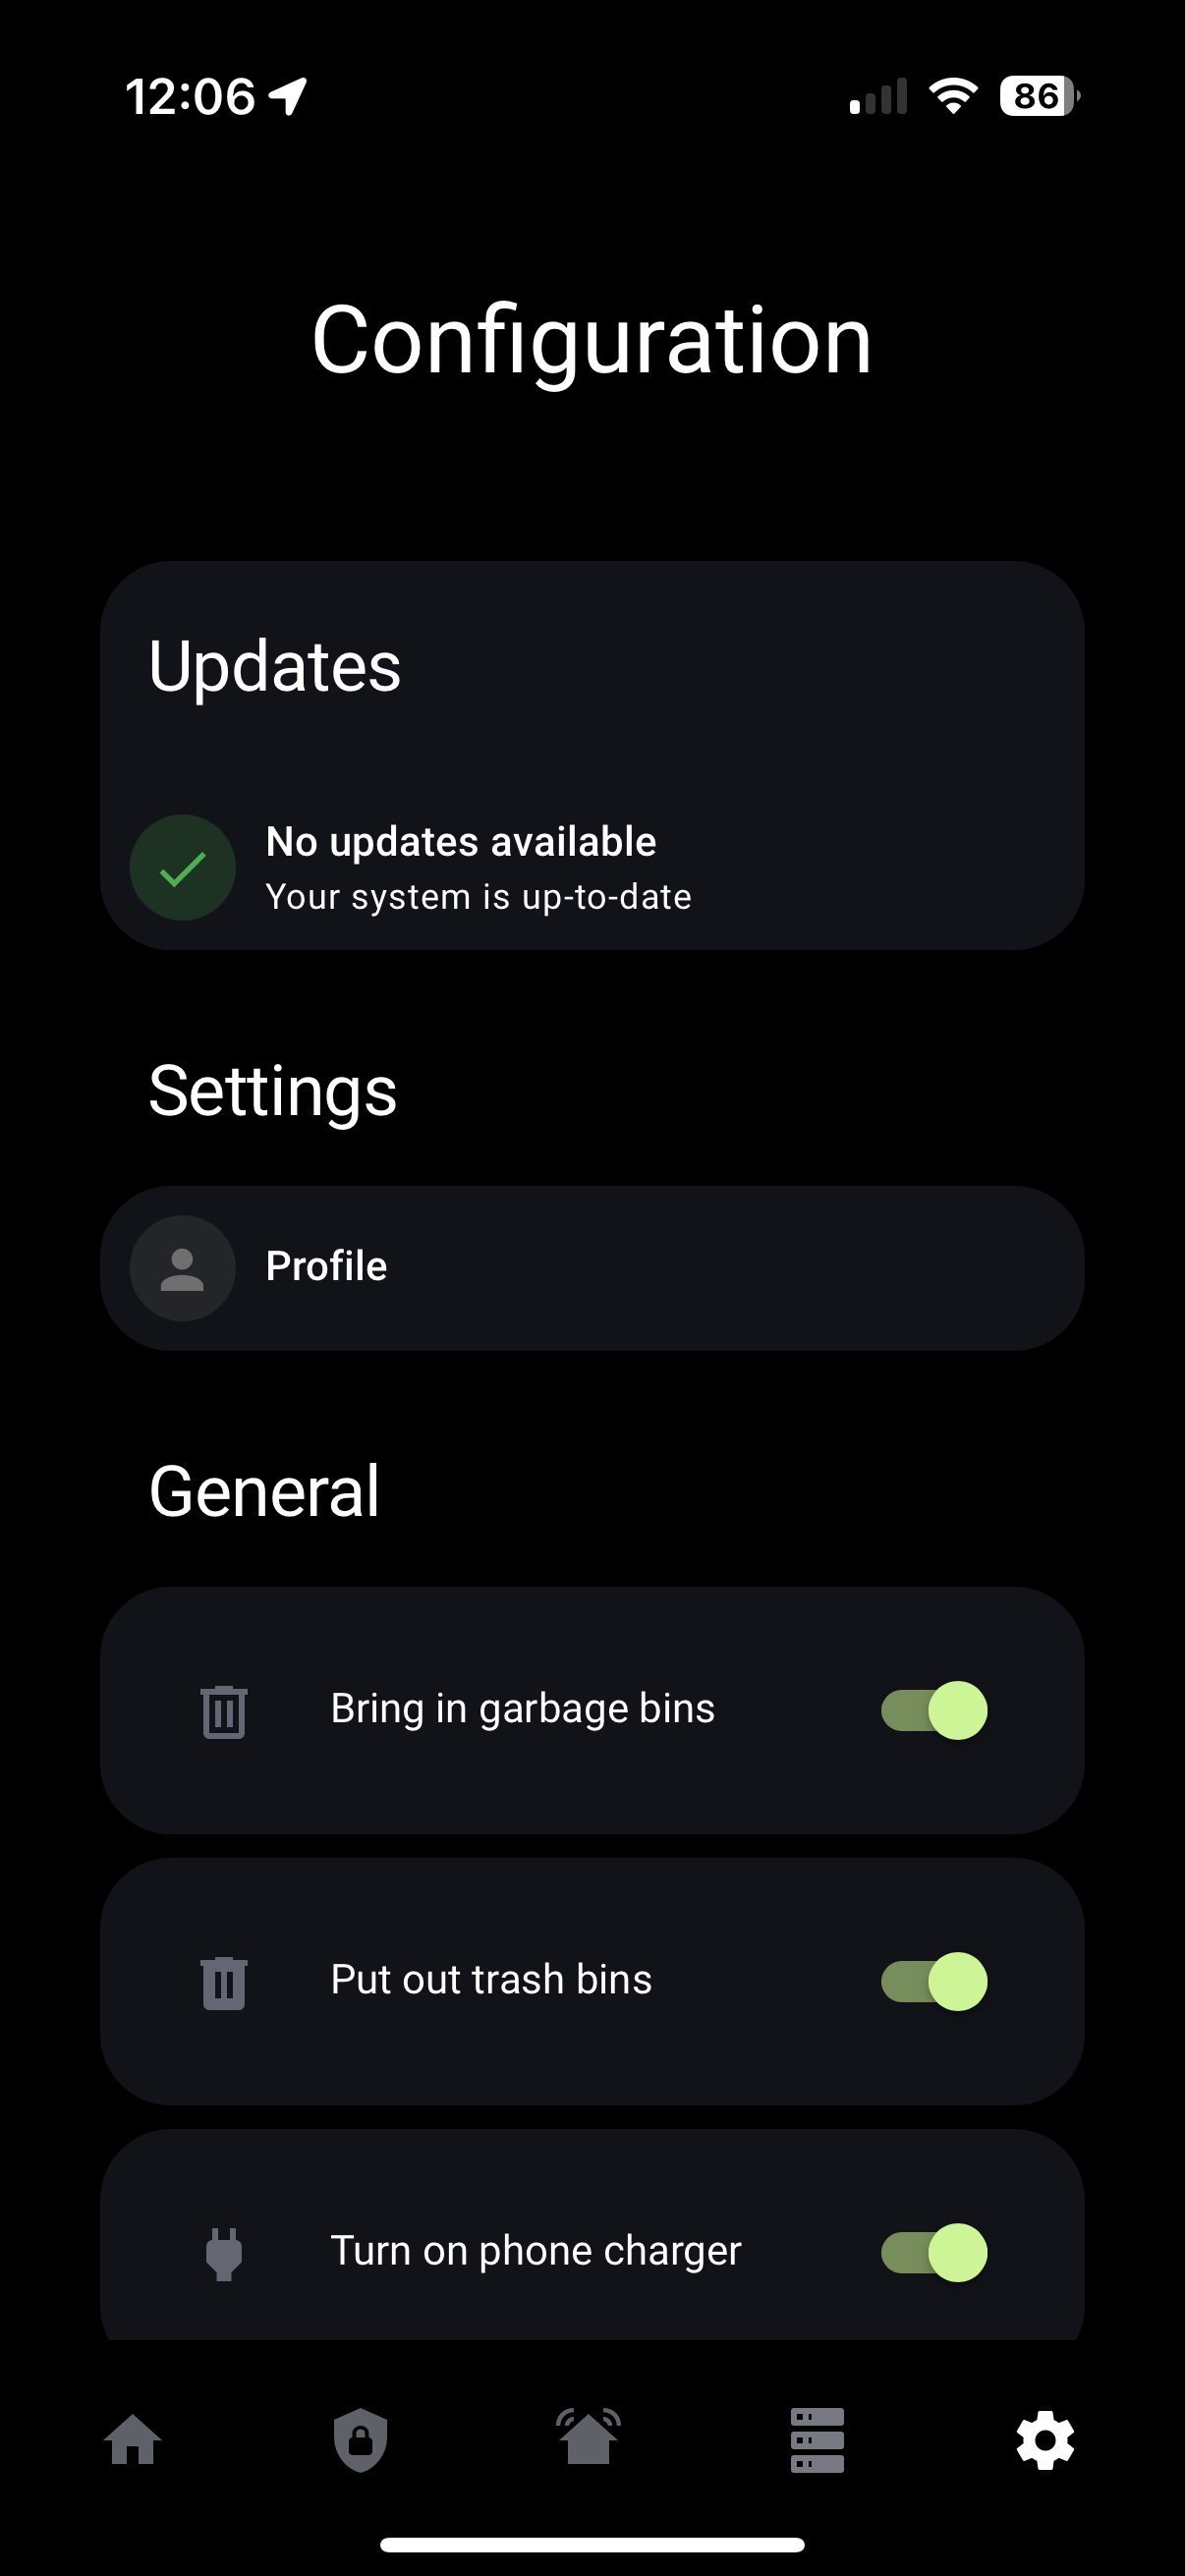 12:06
86
Configuration
Updates
No updates available
Your system is up-to-date
Settings
Profile
General
Bring in garbage bins
Put out trash bins
Turn on phone charger